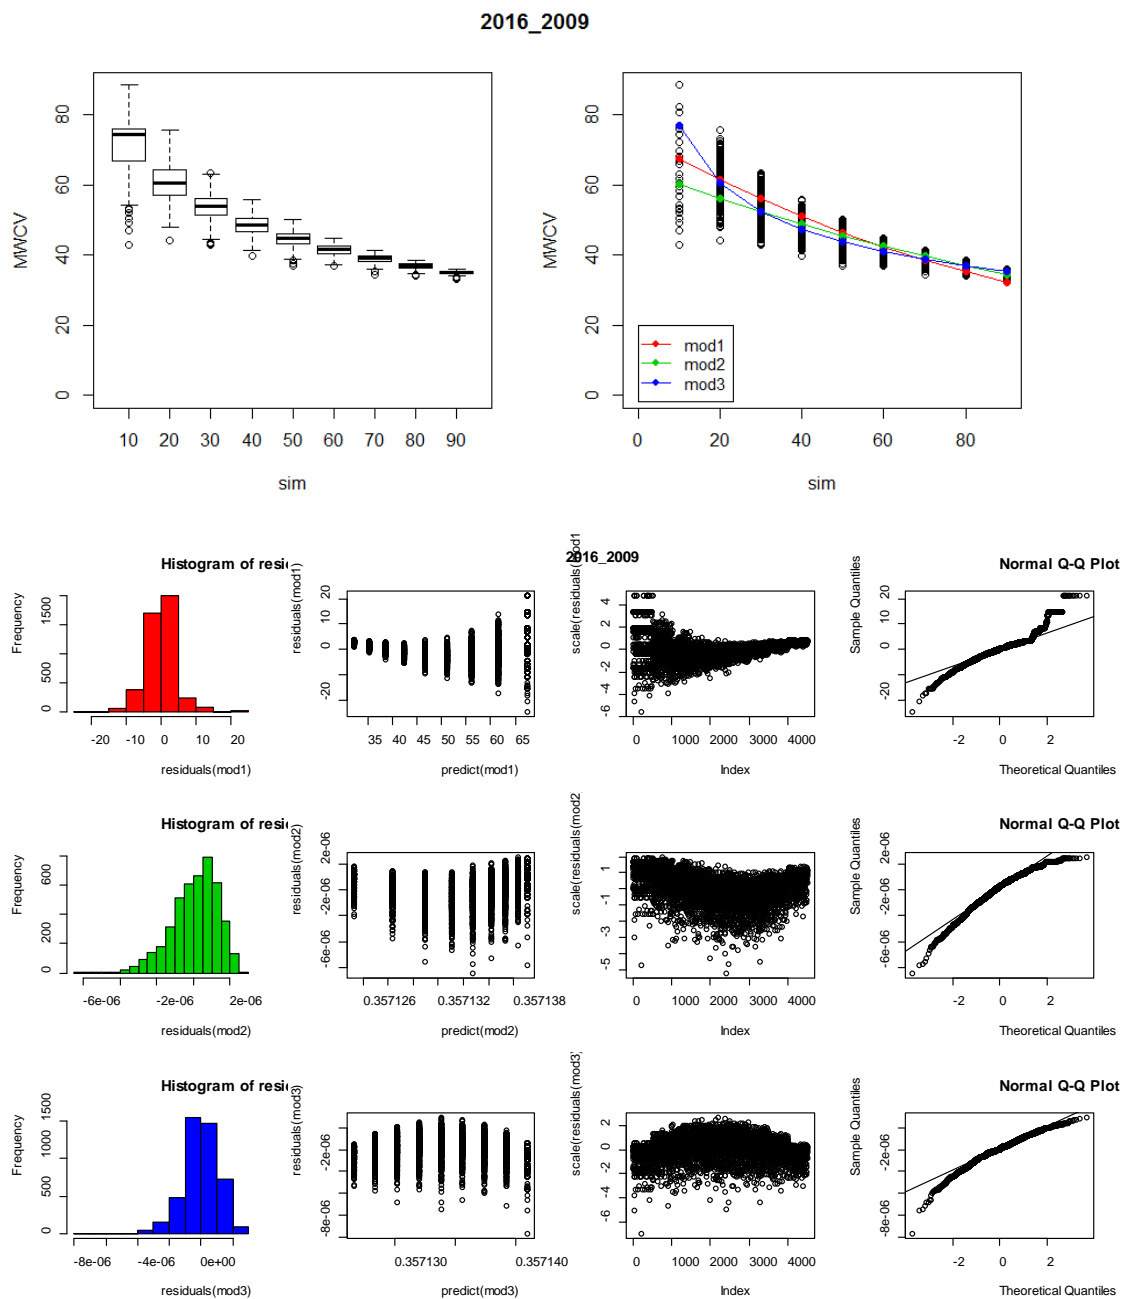 2016_2009
MWCV
80
60
40
20
0
10 20 30 40 50 60 70 80 90
sim
MWCV
80
60
40
20
0
mod1
mod2
mod3
0 20 40 60 80
sim
2016_2009
Histogram of resi
Frequency
1500
500
0
-20 -10 0 10 20
residuals(mod1)
residuals(mod1)
20
10
0
-20
35 40 45 50 55 60 65
predict(mod1)
scale(residuals(mod1
4
2
0
-2
-4
-6
0 1000 2000 3000 4000
Index
Normal Q-Q Plot
Sample Quantiles
20
10
0
-20
-2 0 2
Theoretical Quantiles
Histogram of resi
Frequency
600
200
0
-6e-06 -2e-06 2e-06
residuals(mod2)
residuals(mod2)
2e-06
-2e-06
-6e-06
0.357126 0.357132 0.357138
predict(mod2)
scale(residuals(mod2
1
-1
-3
-5
0 1000 2000 3000 4000
Index
Normal Q-Q Plot
Sample Quantiles
2e-06
-2e-06
-6e-06
-2 0 2
Theoretical Quantiles
Histogram of resi
Frequency
1500
1000
500
0
-8e-06 -4e-06 0e+00
residuals(mod3)
residuals(mod3)
-2e-06
-8e-06
0.357130 0.357140
predict(mod3)
scale(residuals(mod3)
2
0
-2
-4
-6
0 1000 2000 3000 4000
Index
Normal Q-Q Plot
Sample Quantiles
-2e-06
-8e-06
-2 0 2
Theoretical Quantiles